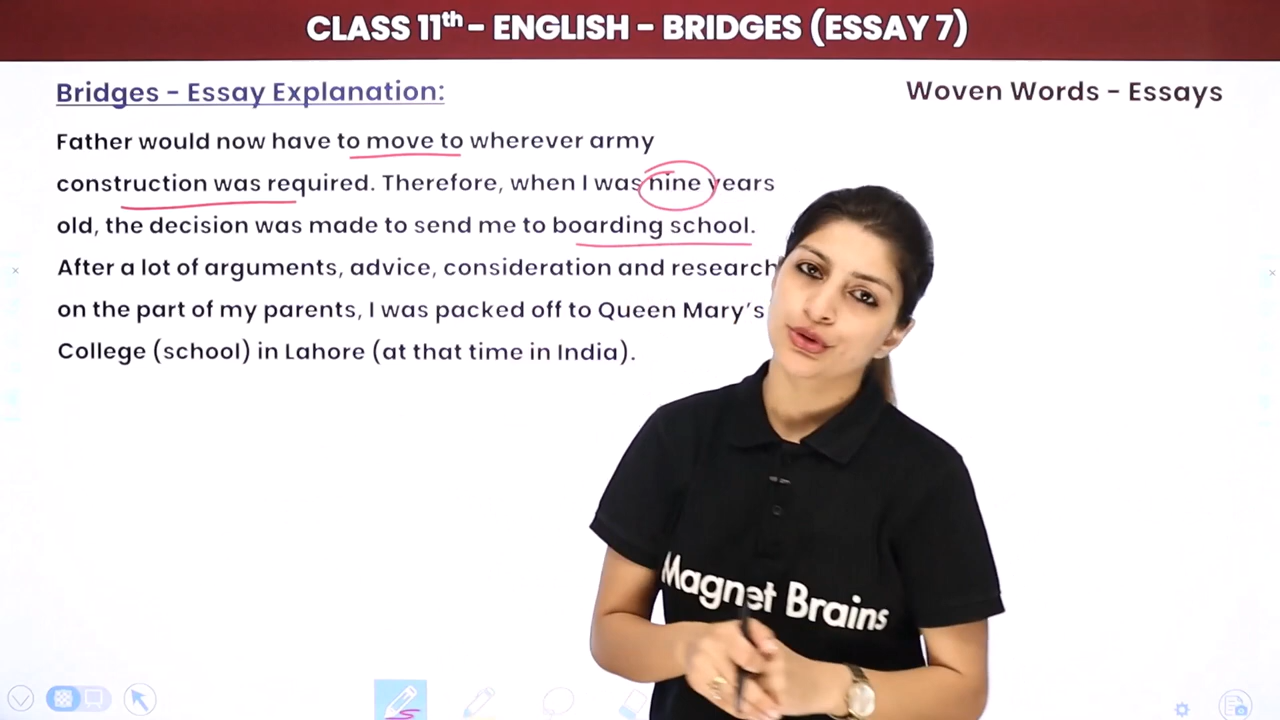 CLASS 11th - ENGLISH - BRIDGES (ESSAY 7)
Bridges - Essay Explanation:
Woven Words - Essays
Father would now have to move to wherever army
construction was required. Therefore, when I was nine years
old, the decision was made to send me to boarding school.
After a lot of arguments, advice, consideration and research
on the part of my parents, I was packed off to Queen Mary's
College (school) in Lahore (at that time in India).
Magnet Brains